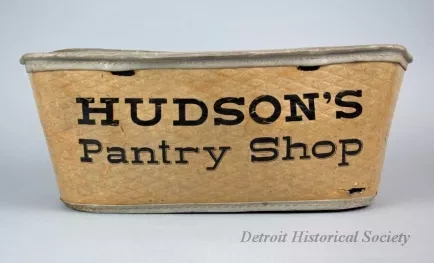 HUDSON'S
Pantry Shop
Detroit Historical Society